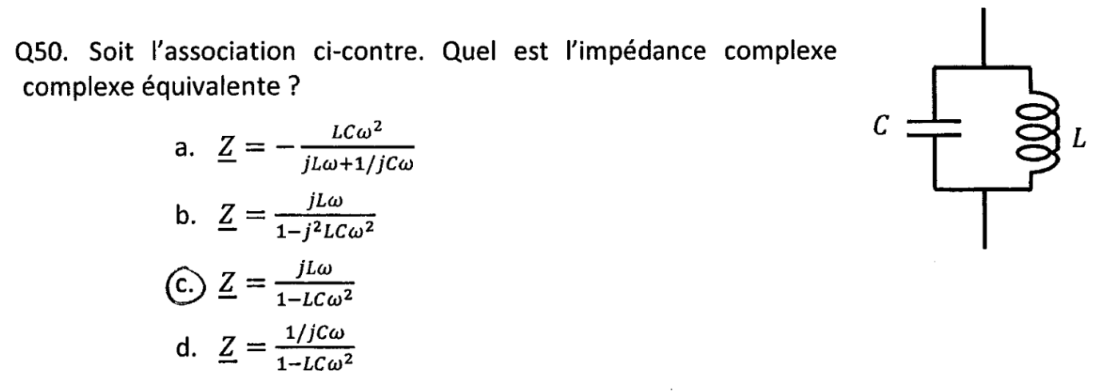 Q50. Soit l'association ci-contre. Quel est l'impédance complexe
complexe équivalente ?
a. Z = − LCω² / (jLω+1/jCω)
b. Z = jLω / (1−j²LCω²)
c. Z = jLω / (1−LCω²)
d. Z = 1/jCω / (1−LCω²)
C
L